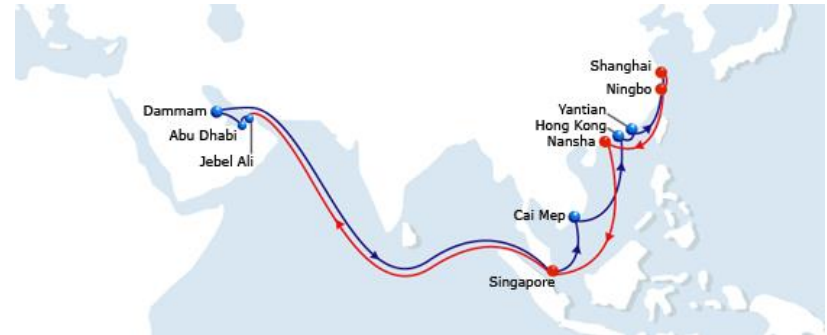 Shanghai
Ningbo
Yantian
Hong Kong
Nansha
Dammam
Abu Dhabi
Jebel Ali
Cai Mep
Singapore